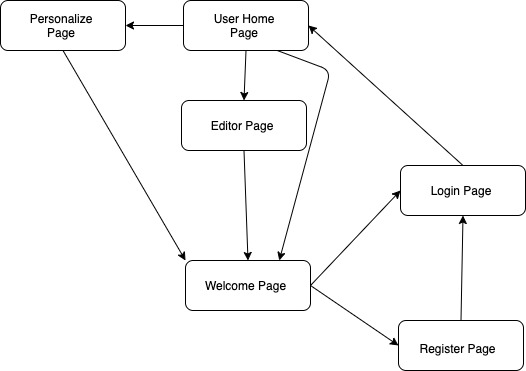 Personalize
Page
User Home
Page
Editor Page
Login Page
Welcome Page
Register Page